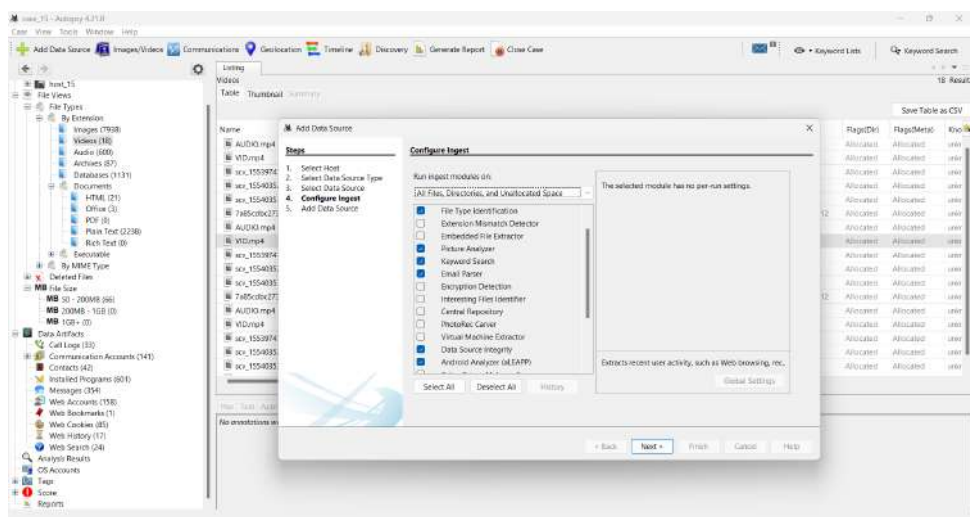 case_15 - Autopsy 4.21.0
Case View Tools Window Help
Add Data Source Images/Videos Communications Geolocation Timeline Discovery Generate Report Close Case Keyword Lists Keyword Search
Listing
Videos
18 Result
Table Thumbnail Summary
Save Table as CSV
host_15
File Views
File Types
By Extension
Images (7938)
Videos (18)
Audio (600)
Archives (87)
Databases (1131)
Documents
HTML (21)
Office (3)
PDF (0)
Plain Text (2238)
Rich Text (0)
Executable
By MIME Type
Deleted Files
MB File Size
MB 50 - 200MB (66)
MB 200MB - 1GB (0)
MB 1GB+ (0)
Data Artifacts
Call Logs (33)
Communication Accounts (141)
Contacts (42)
Installed Programs (601)
Messages (354)
Web Accounts (158)
Web Bookmarks (1)
Web Cookies (85)
Web History (17)
Web Search (24)
Analysis Results
OS Accounts
Tags
Score
Reports
Name
AUDIO.mp4
VID.mp4
AUDIO.mp4
VID.mp4
AUDIO.mp4
VID.mp4
Flags(Dir) Flags(Meta) Kno
Allocated Allocated
Add Data Source
Steps
1. Select Host
2. Select Data Source Type
3. Select Data Source
4. Configure Ingest
5. Add Data Source
Configure Ingest
Run ingest modules on:
All Files, Directories, and Unallocated Space
File Type Identification
Extension Mismatch Detector
Embedded File Extractor
Picture Analyzer
Keyword Search
Email Parser
Encryption Detection
Interesting Files Identifier
Central Repository
PhotoRec Carver
Virtual Machine Extractor
Data Source Integrity
Android Analyzer (aLEAPP)
Select All Deselect All History
The selected module has no per-run settings.
Extracts recent user activity, such as Web browsing, rec..
Global Settings
< Back Next > Finish Cancel Help